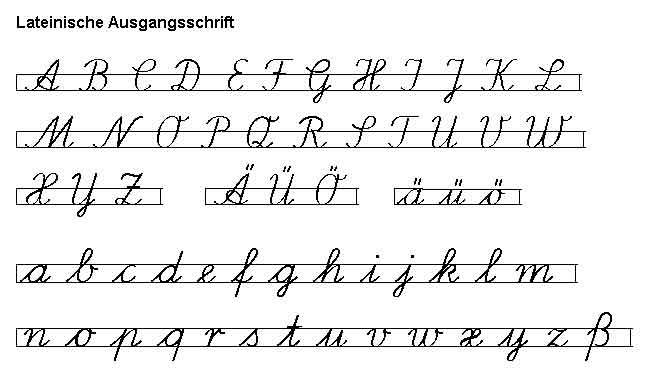 Lateinische Ausgangsschrift
A B C D E F G H I J K L
M N O P Q R S T U V W
X Y Z Ä Ü Ö ä ü ö
a b c d e f g h i j k l m
n o p q r s t u v w x y z ß